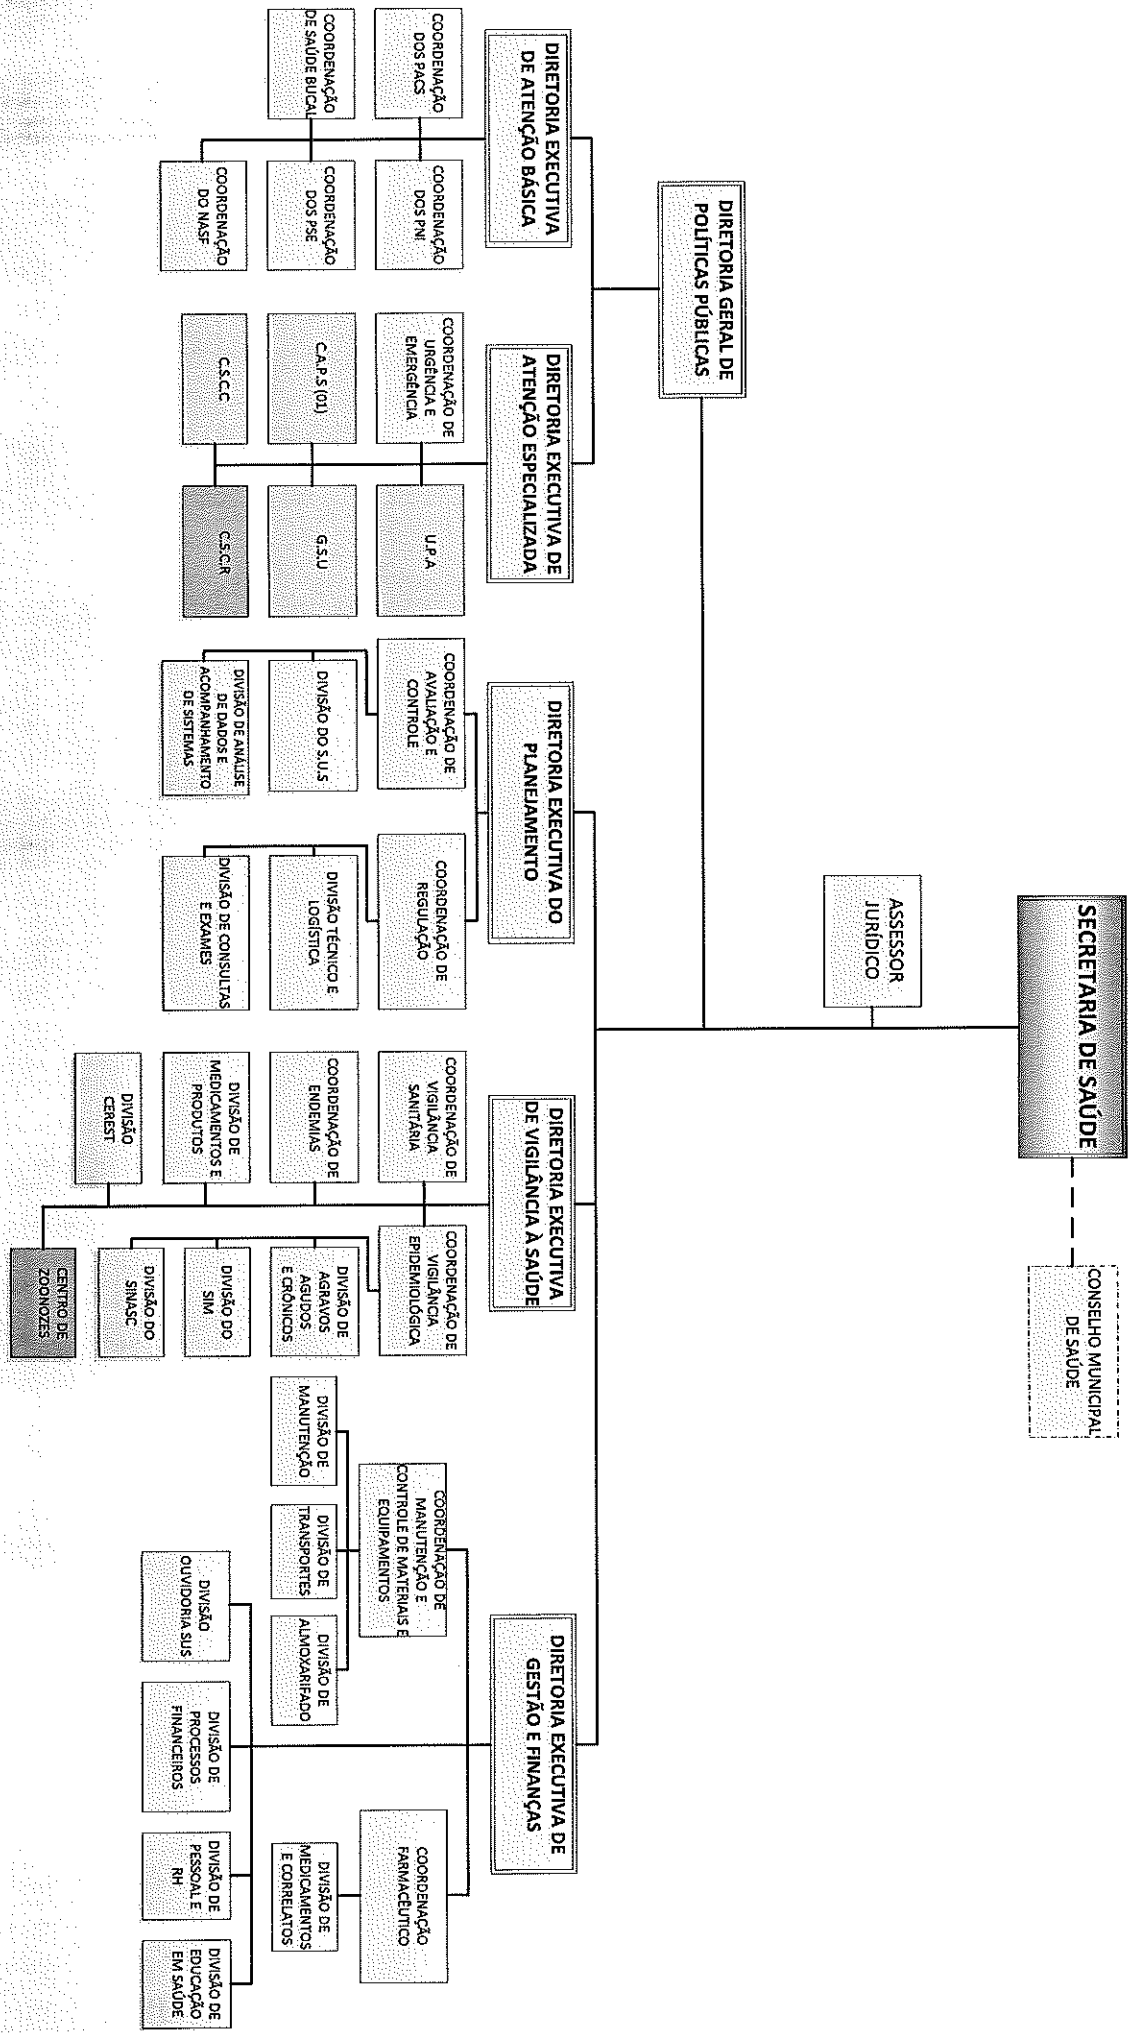 SECRETARIA DE SAÚDE
CONSELHO MUNICIPAL
DE SAÚDE
ASSESSOR
JURÍDICO
DIRETORIA GERAL DE
POLÍTICAS PÚBLICAS
DIRETORIA EXECUTIVA
DE ATENÇÃO BÁSICA
COORDENAÇÃO
DOS PACS
COORDENAÇÃO
DOS PNI
COORDENAÇÃO
DE SAÚDE BUCAL
COORDENAÇÃO
DOS PSE
COORDENAÇÃO
DO NASF
DIRETORIA EXECUTIVA DE
ATENÇÃO ESPECIALIZADA
COORDENAÇÃO DE
URGÊNCIA E
EMERGÊNCIA
U.P.A
C.A.P.S (01)
G.S.U
C.S.C.C
C.S.C.R
DIRETORIA EXECUTIVA DO
PLANEJAMENTO
COORDENAÇÃO DE
AVALIAÇÃO E
CONTROLE
DIVISÃO DO S.U.S
DIVISÃO DE ANÁLISE
DE DADOS E
ACOMPANHAMENTO
DE SISTEMAS
COORDENAÇÃO DE
REGULAÇÃO
DIVISÃO TÉCNICO E
LOGÍSTICA
DIVISÃO DE CONSULTAS
E EXAMES
DIRETORIA EXECUTIVA
DE VIGILÂNCIA À SAÚDE
COORDENAÇÃO DE
VIGILÂNCIA
SANITÁRIA
COORDENAÇÃO DE
ENDEMIAS
DIVISÃO DE
MEDICAMENTOS E
PRODUTOS
DIVISÃO
CEREST
COORDENAÇÃO DE
VIGILÂNCIA
EPIDEMIOLÓGICA
DIVISÃO DE
AGRAVOS
AGUDOS
E CRÔNICOS
DIVISÃO DO
SIM
DIVISÃO DO
SINASC
CENTRO DE
ZOONOZES
DIRETORIA EXECUTIVA DE
GESTÃO E FINANÇAS
COORDENAÇÃO DE
MANUTENÇÃO E
CONTROLE DE MATERIAIS E
EQUIPAMENTOS
DIVISÃO DE
MANUTENÇÃO
DIVISÃO DE
TRANSPORTES
DIVISÃO DE
ALMOXARIFADO
COORDENAÇÃO
FARMACÊUTICO
DIVISÃO DE
MEDICAMENTOS
E CORRELATOS
DIVISÃO
OUVIDORIA SUS
DIVISÃO DE
PROCESSOS
FINANCEIROS
DIVISÃO DE
PESSOAL E
RH
DIVISÃO DE
EDUCAÇÃO
EM SAÚDE